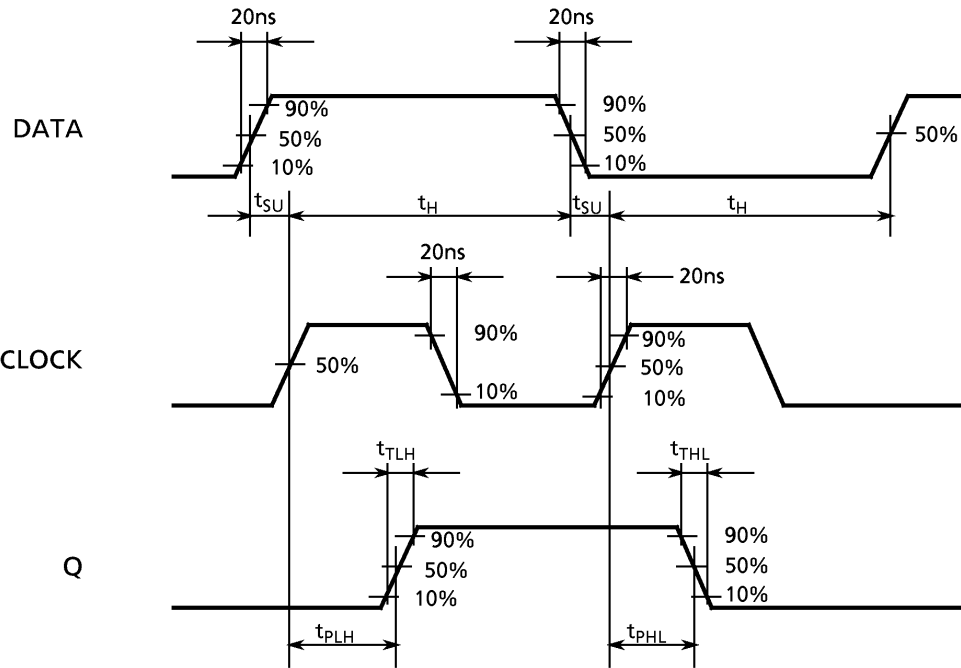 20ns 20ns
90% 90%
DATA 50% 50% 50%
10% 10%
tSU tH tSU tH
20ns 20ns
90% 90%
CLOCK 50% 50%
10% 10%
tTLH tTHL
90% 90%
Q 50% 50%
10% 10%
tPLH tPHL